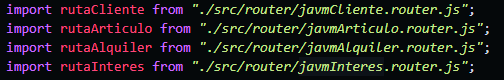 import rutaCliente from "./src/router/javmCliente.router.js";
import rutaArticulo from "./src/router/javmArticulo.router.js";
import rutaAlquiler from "./src/router/javmAlquiler.router.js";
import rutaInteres from "./src/router/javmInteres.router.js";